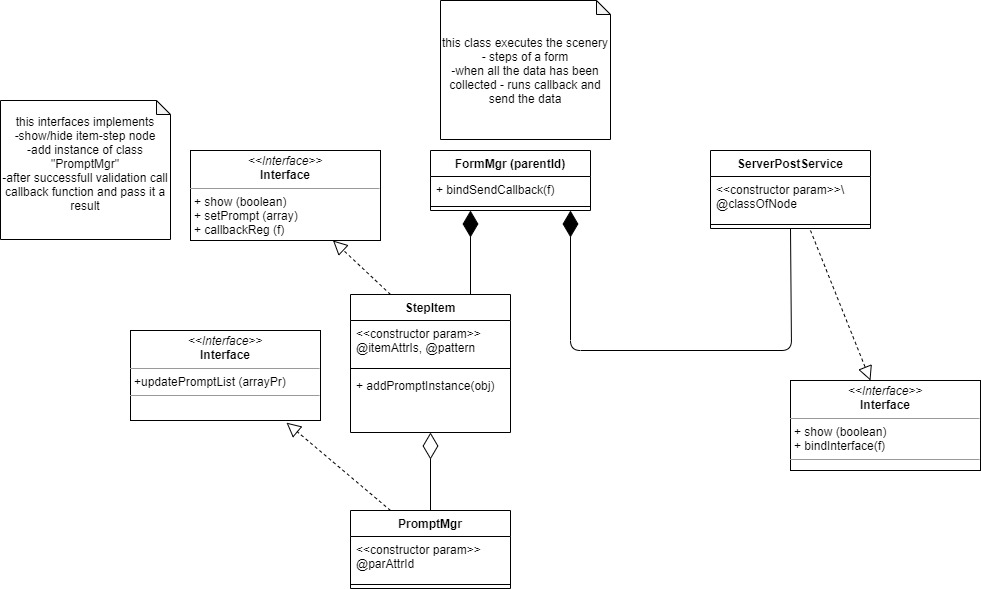 this class executes the scenery
- steps of a form
-when all the data has been
collected - runs callback and
send the data
this interfaces implements
-show/hide item-step node
-add instance of class
"PromptMgr"
-after successfull validation call
callback function and pass it a
result
<<Interface>>
Interface
+ show (boolean)
+ setPrompt (array)
+ callbackReg (f)
FormMgr (parentId)
+ bindSendCallback(f)
ServerPostService
<<constructor param>>\
@classOfNode
StepItem
<<constructor param>>
@itemAttrIs, @pattern
+ addPromptInstance(obj)
<<Interface>>
Interface
+updatePromptList (arrayPr)
<<Interface>>
Interface
+ show (boolean)
+ bindInterface(f)
PromptMgr
<<constructor param>>
@parAttrId